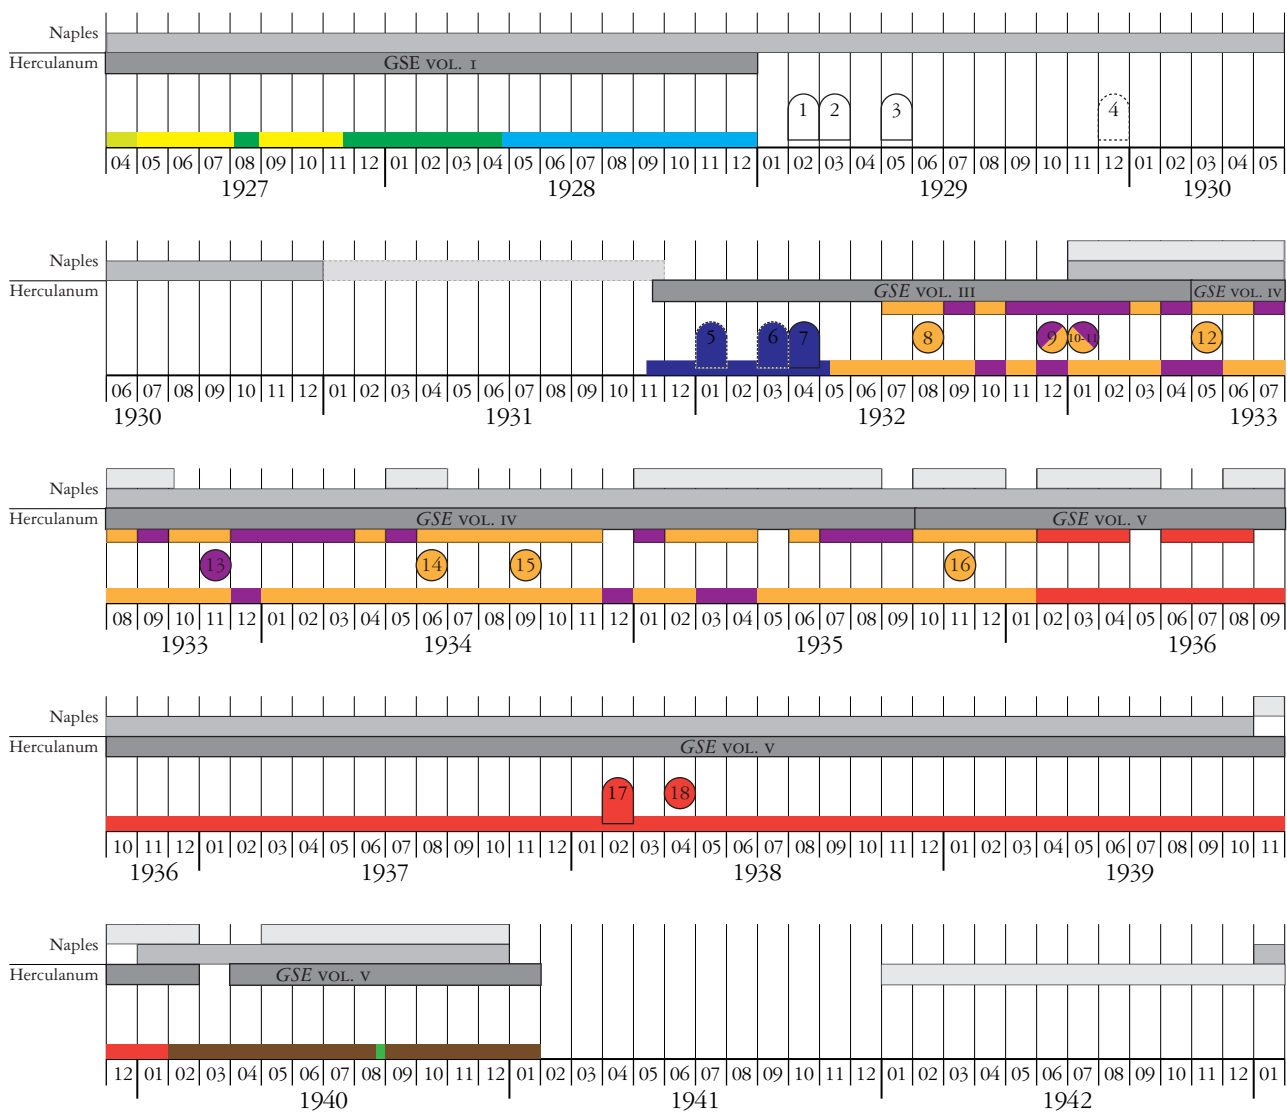 Naples
Herculanum GSE VOL. I
1 2 3 4
04 05 06 07 08 09 10 11 12 01 02 03 04 05 06 07 08 09 10 11 12 01 02 03 04 05 06 07 08 09 10 11 12 01 02 03 04 05
1927 1928 1929 1930
Naples
Herculanum GSE VOL. III GSE VOL. IV
5 6 7 8 9 10-11 12
06 07 08 09 10 11 12 01 02 03 04 05 06 07 08 09 10 11 12 01 02 03 04 05 06 07 08 09 10 11 12 01 02 03 04 05 06 07
1930 1931 1932 1933
Naples
Herculanum GSE VOL. IV GSE VOL. V
13 14 15 16
08 09 10 11 12 01 02 03 04 05 06 07 08 09 10 11 12 01 02 03 04 05 06 07 08 09 10 11 12 01 02 03 04 05 06 07 08 09
1933 1934 1935 1936
Naples
Herculanum GSE VOL. V
17 18
10 11 12 01 02 03 04 05 06 07 08 09 10 11 12 01 02 03 04 05 06 07 08 09 10 11 12 01 02 03 04 05 06 07 08 09 10 11
1936 1937 1938 1939
Naples
Herculanum GSE VOL. V
12 01 02 03 04 05 06 07 08 09 10 11 12 01 02 03 04 05 06 07 08 09 10 11 12 01 02 03 04 05 06 07 08 09 10 11 12 01
1940 1941 1942